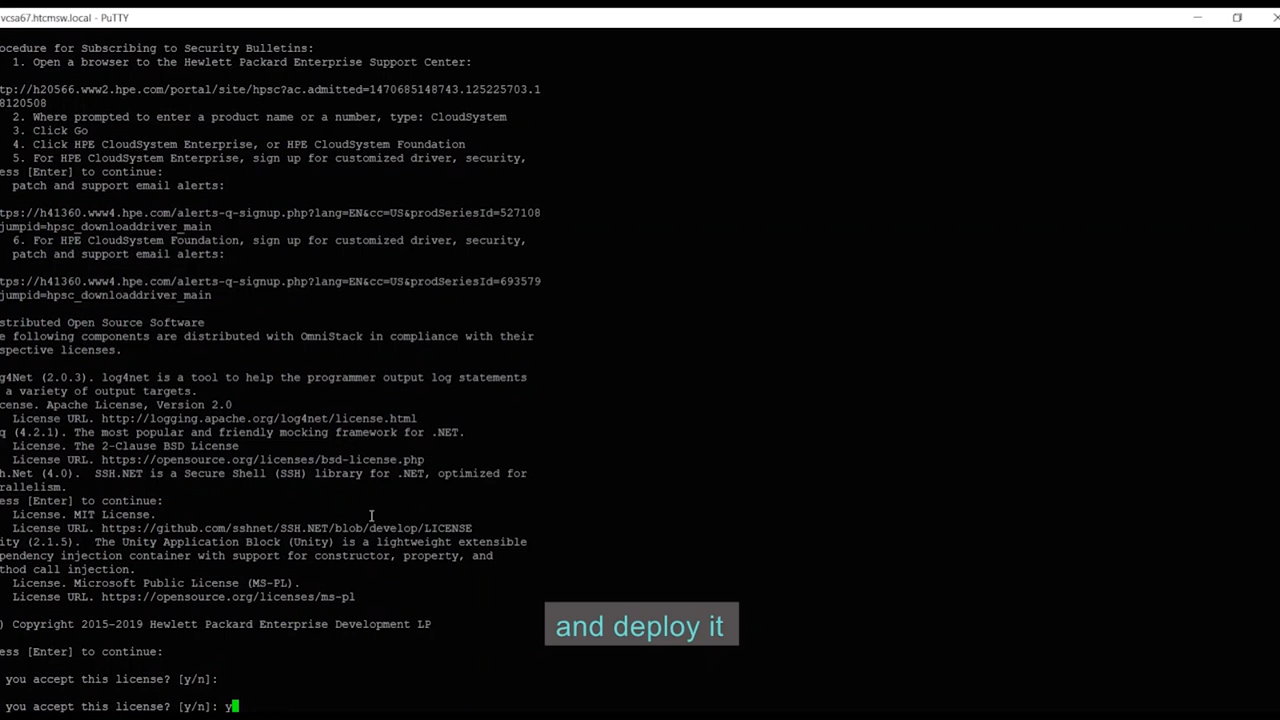 vcsa67.htcmsw.local - PuTTY
ocedure for Subscribing to Security Bulletins:
1. Open a browser to the Hewlett Packard Enterprise Support Center:
tp://h20566.www2.hpe.com/portal/site/hpsc?ac.admitted=1470685148743.125225703.1
8120508
2. Where prompted to enter a product name or a number, type: CloudSystem
3. Click Go
4. Click HPE CloudSystem Enterprise, or HPE CloudSystem Foundation
5. For HPE CloudSystem Enterprise, sign up for customized driver, security,
ess [Enter] to continue:
patch and support email alerts:
tps://h41360.www4.hpe.com/alerts-q-signup.php?lang=EN&cc=US&prodSeriesId=527108
jumpid=hpsc_downloaddriver_main
6. For HPE CloudSystem Foundation, sign up for customized driver, security,
patch and support email alerts:
tps://h41360.www4.hpe.com/alerts-q-signup.php?lang=EN&cc=US&prodSeriesId=693579
jumpid=hpsc_downloaddriver_main
stributed Open Source Software
e following components are distributed with OmniStack in compliance with their
spective licenses.
g4Net (2.0.3). log4net is a tool to help the programmer output log statements
a variety of output targets.
cense. Apache License, Version 2.0
License URL. http://logging.apache.org/log4net/license.html
q (4.2.1). The most popular and friendly mocking framework for .NET.
License. The 2-Clause BSD License
License URL. https://opensource.org/licenses/bsd-license.php
h.Net (4.0).  SSH.NET is a Secure Shell (SSH) library for .NET, optimized for
rallelism.
ess [Enter] to continue:
License. MIT License.
License URL. https://github.com/sshnet/SSH.NET/blob/develop/LICENSE
ity (2.1.5).  The Unity Application Block (Unity) is a lightweight extensible
pendency injection container with support for constructor, property, and
thod call injection.
License. Microsoft Public License (MS-PL).
License URL. https://opensource.org/licenses/ms-pl
) Copyright 2015-2019 Hewlett Packard Enterprise Development LP
and deploy it
ess [Enter] to continue:
you accept this license? [y/n]:
you accept this license? [y/n]: y